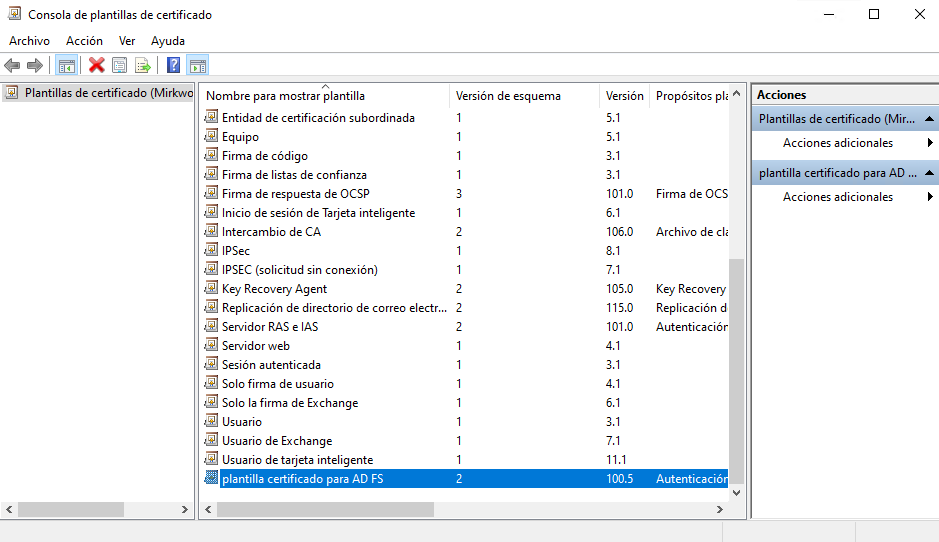 Consola de plantillas de certificado
Archivo Acción Ver Ayuda
Plantillas de certificado (Mirkwo
Nombre para mostrar plantilla Versión de esquema Versión Propósitos pla
Entidad de certificación subordinada 1 5.1
Equipo 1 5.1
Firma de código 1 3.1
Firma de listas de confianza 1 3.1
Firma de respuesta de OCSP 3 101.0 Firma de OCS
Inicio de sesión de Tarjeta inteligente 1 6.1
Intercambio de CA 2 106.0 Archivo de cla
IPSec 1 8.1
IPSEC (solicitud sin conexión) 1 7.1
Key Recovery Agent 2 105.0 Key Recovery
Replicación de directorio de correo electr... 2 115.0 Replicación d
Servidor RAS e IAS 2 101.0 Autenticación
Servidor web 1 4.1
Sesión autenticada 1 3.1
Solo firma de usuario 1 4.1
Solo la firma de Exchange 1 6.1
Usuario 1 3.1
Usuario de Exchange 1 7.1
Usuario de tarjeta inteligente 1 11.1
plantilla certificado para AD FS 2 100.5 Autenticación
Acciones
Plantillas de certificado (Mir...
Acciones adicionales
plantilla certificado para AD ...
Acciones adicionales